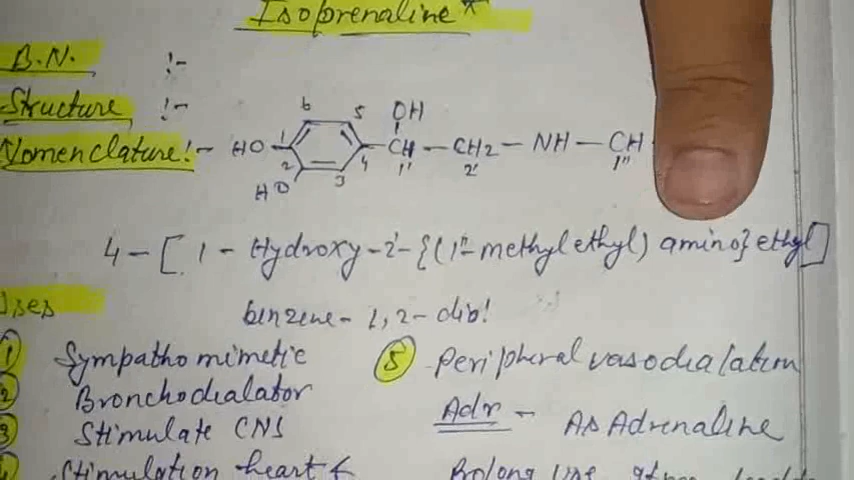 Isoprenaline*
B.N. :-
Structure :-
Nomenclature:-
6 5 OH
HO 1 4 CH - CH2 - NH - CH
2 3 1' 2' 1"
HO
4-[1-Hydroxy-2-{(1"-methylethyl) amino}ethyl]
benzene-1,2-diol
Uses
① Sympathomimetic
② Bronchodialator
③ Stimulate CNS
④ Stimulation heart &
⑤ Peripheral vasodialation
Adr - As Adrenaline